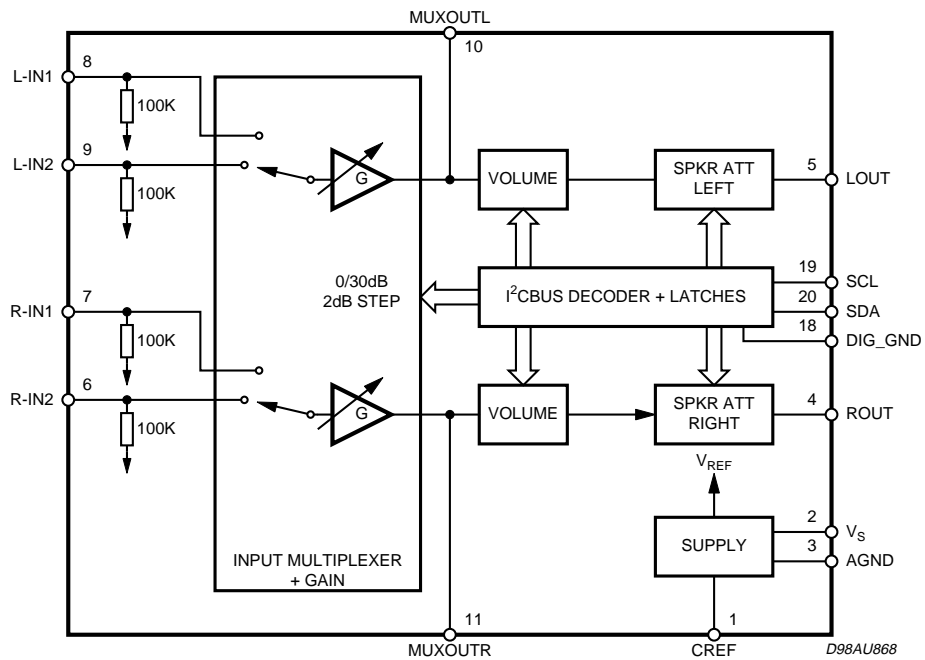 MUXOUTL
10
L-IN1
8
100K
L-IN2
9
100K
G
VOLUME
SPKR ATT
LEFT
5
LOUT
0/30dB
2dB STEP
I²CBUS DECODER + LATCHES
19
SCL
20
SDA
18
DIG_GND
R-IN1
7
100K
R-IN2
6
100K
G
VOLUME
SPKR ATT
RIGHT
4
ROUT
VREF
SUPPLY
2
VS
3
AGND
INPUT MULTIPLEXER
+ GAIN
11
MUXOUTR
1
CREF
D98AU868